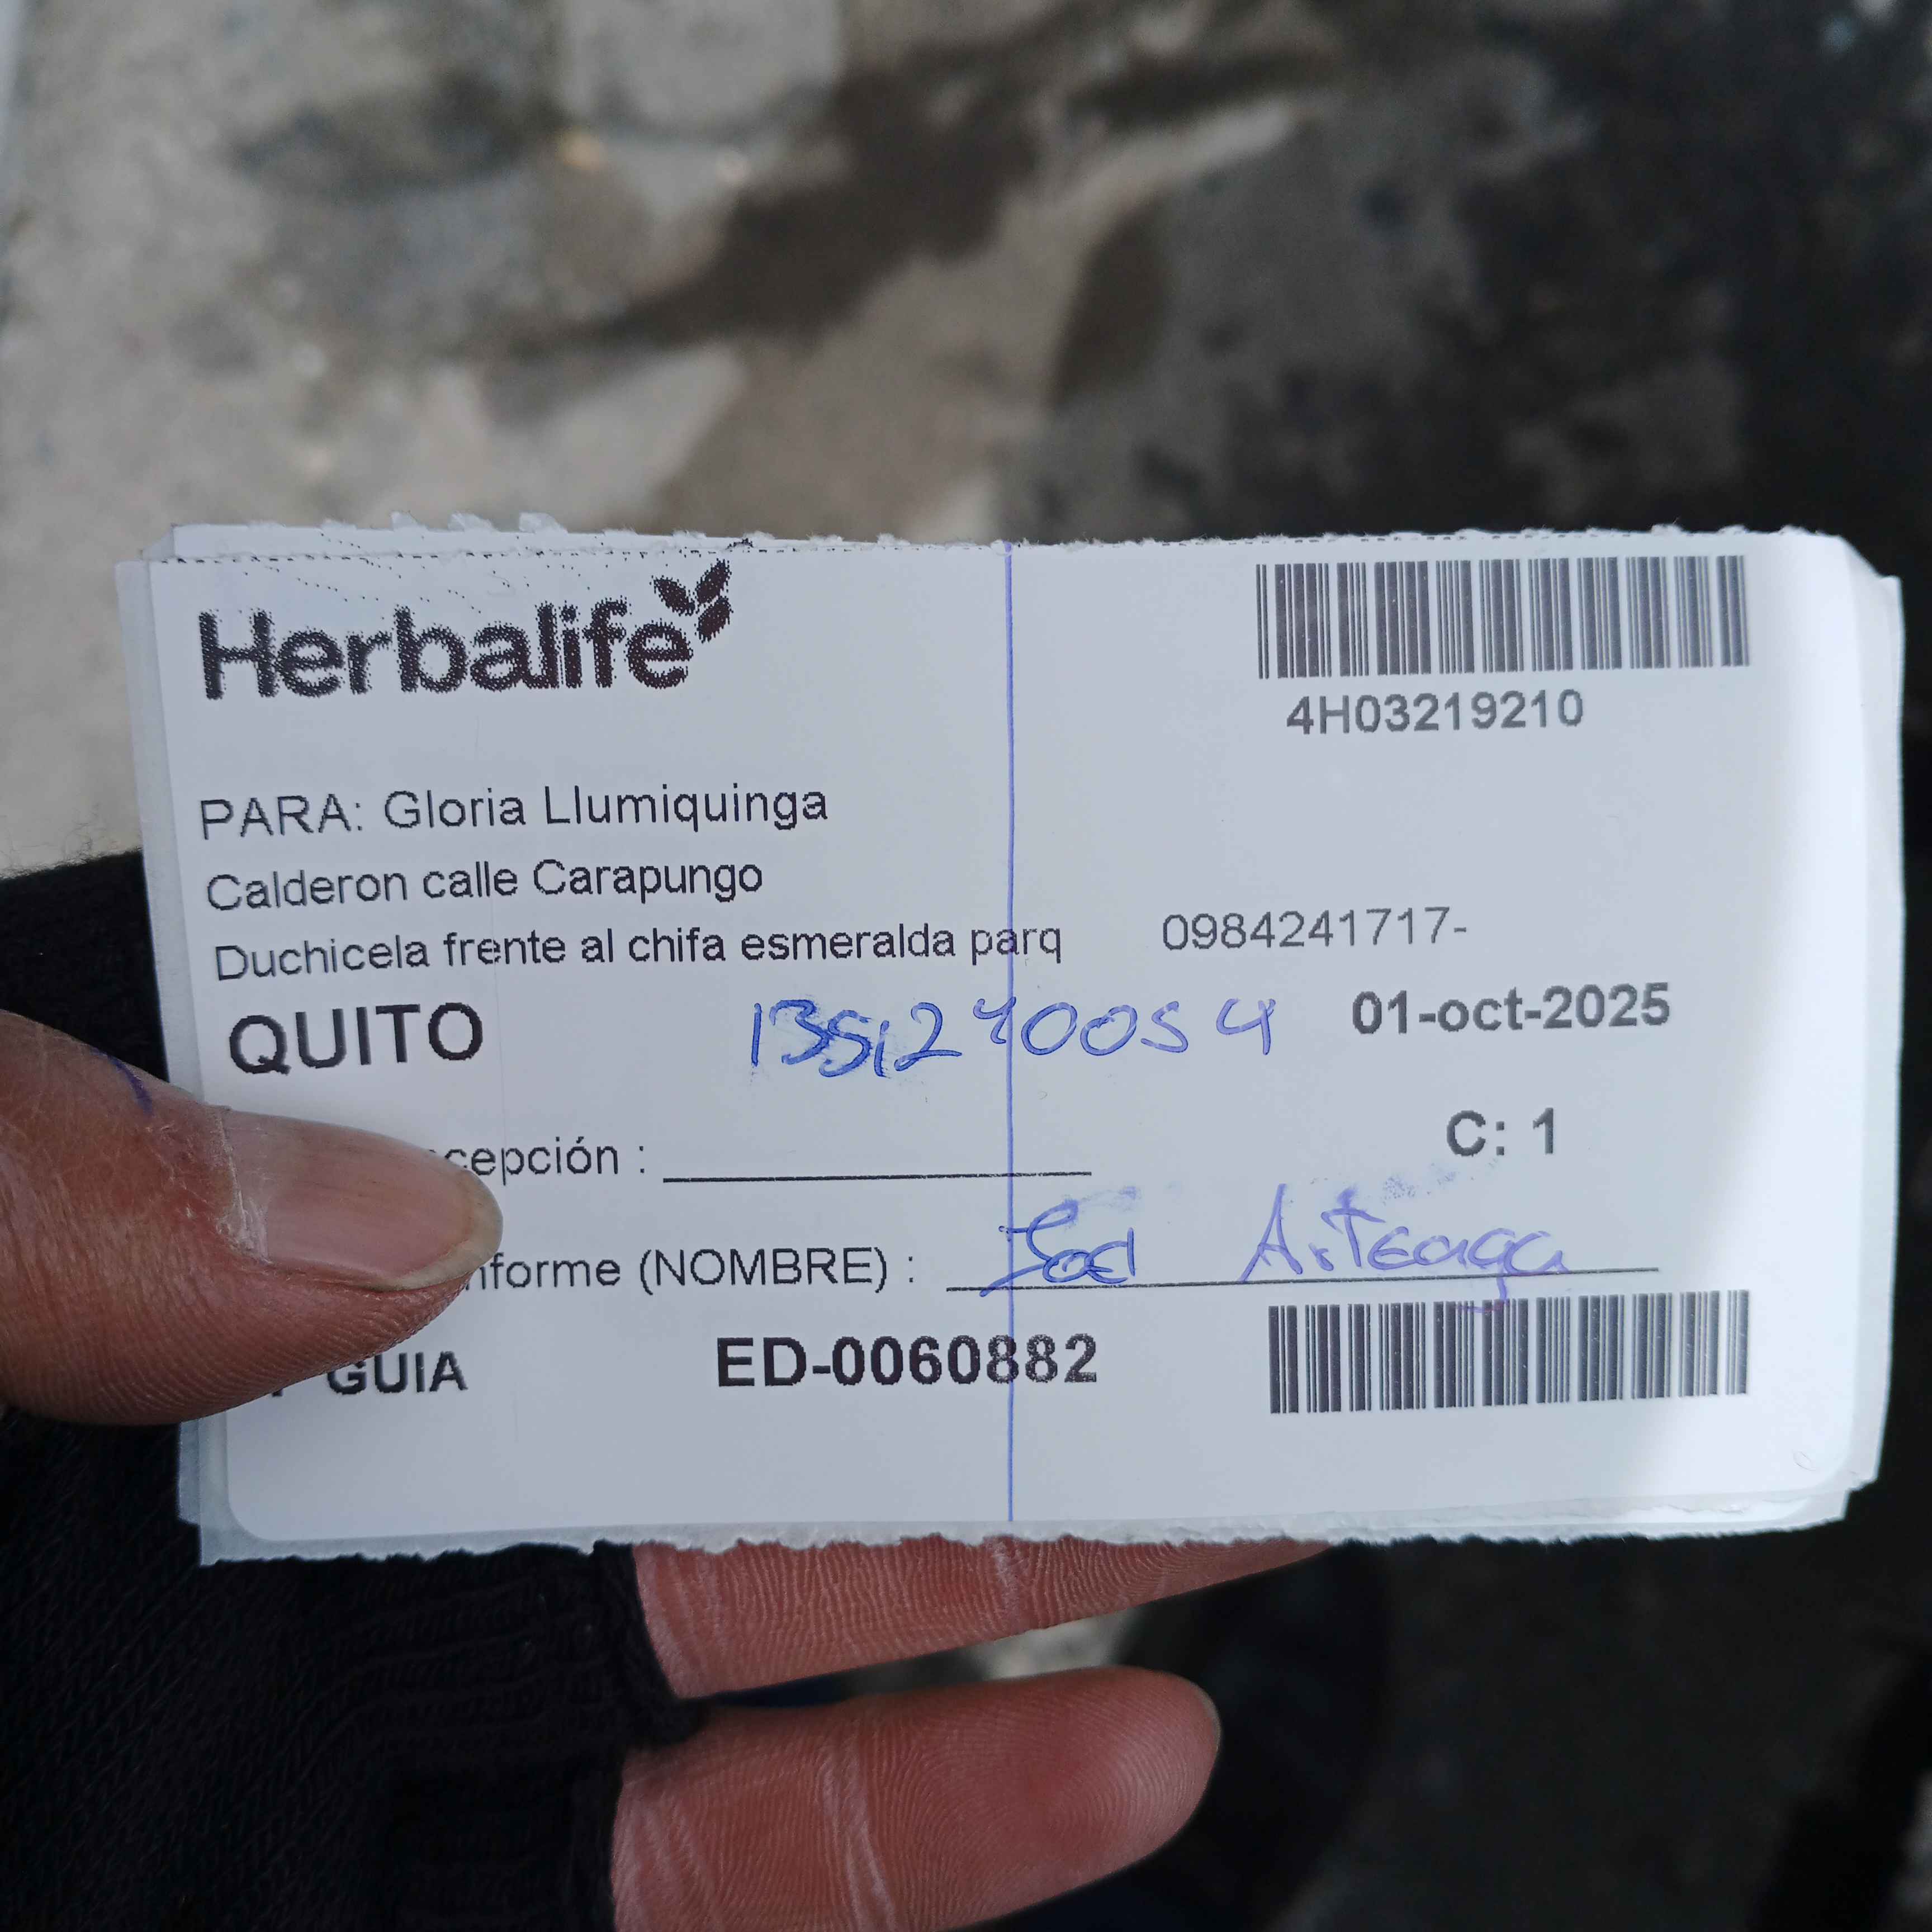 Herbalife
4H03219210
PARA: Gloria Llumiquinga
Calderon calle Carapungo
Duchicela frente al chifa esmeralda parq 0984241717-
QUITO 01-oct-2025
C: 1
cepción :
nforme (NOMBRE) : Arteaga
GUIA ED-0060882